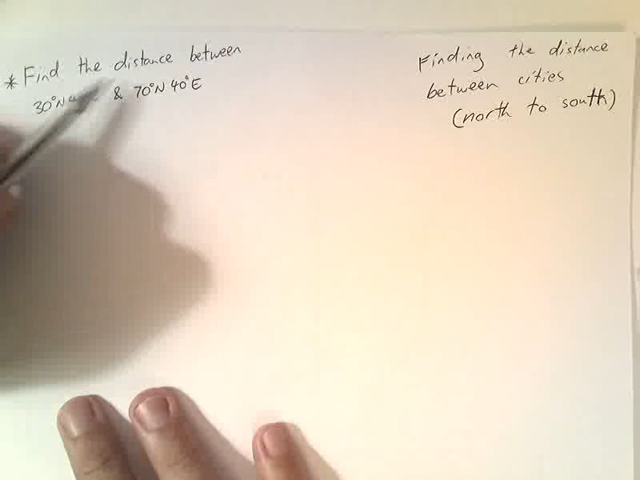 * Find the distance between
30°N & 70°N 40°E
Finding the distance
between cities
(north to south)